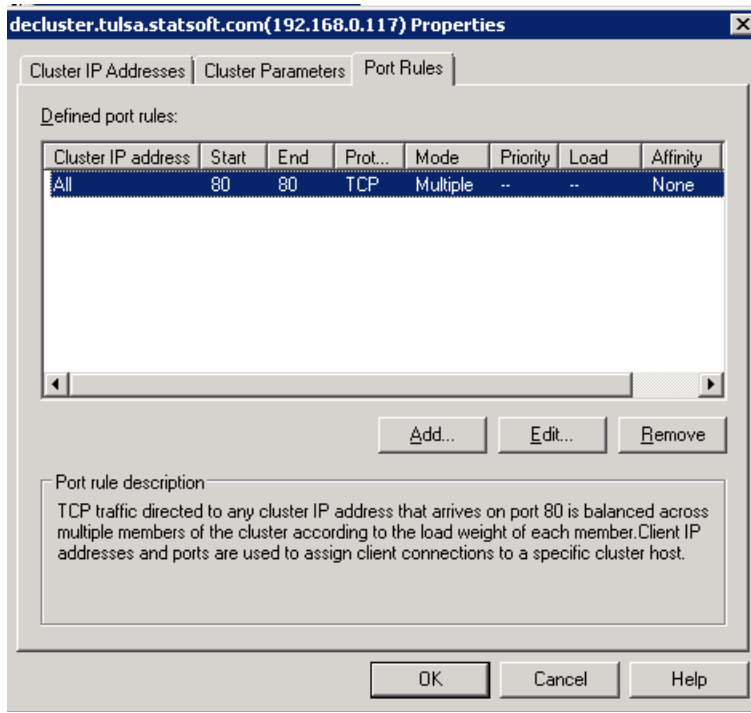 decluster.tulsa.statsoft.com(192.168.0.117) Properties
Cluster IP Addresses Cluster Parameters Port Rules
Defined port rules:
Cluster IP address Start End Prot... Mode Priority Load Affinity
All 80 80 TCP Multiple -- -- None
Add... Edit... Remove
Port rule description
TCP traffic directed to any cluster IP address that arrives on port 80 is balanced across
multiple members of the cluster according to the load weight of each member.Client IP
addresses and ports are used to assign client connections to a specific cluster host.
OK Cancel Help